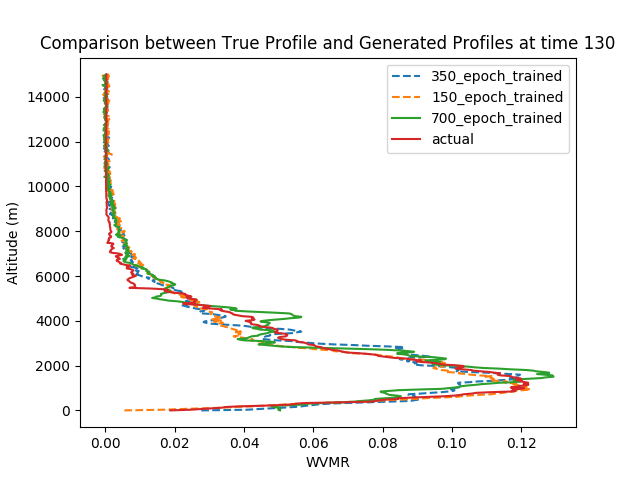 Comparison between True Profile and Generated Profiles at time 130
350_epoch_trained
150_epoch_trained
700_epoch_trained
actual
14000
12000
10000
8000
6000
4000
2000
0
Altitude (m)
0.00 0.02 0.04 0.06 0.08 0.10 0.12
WVMR